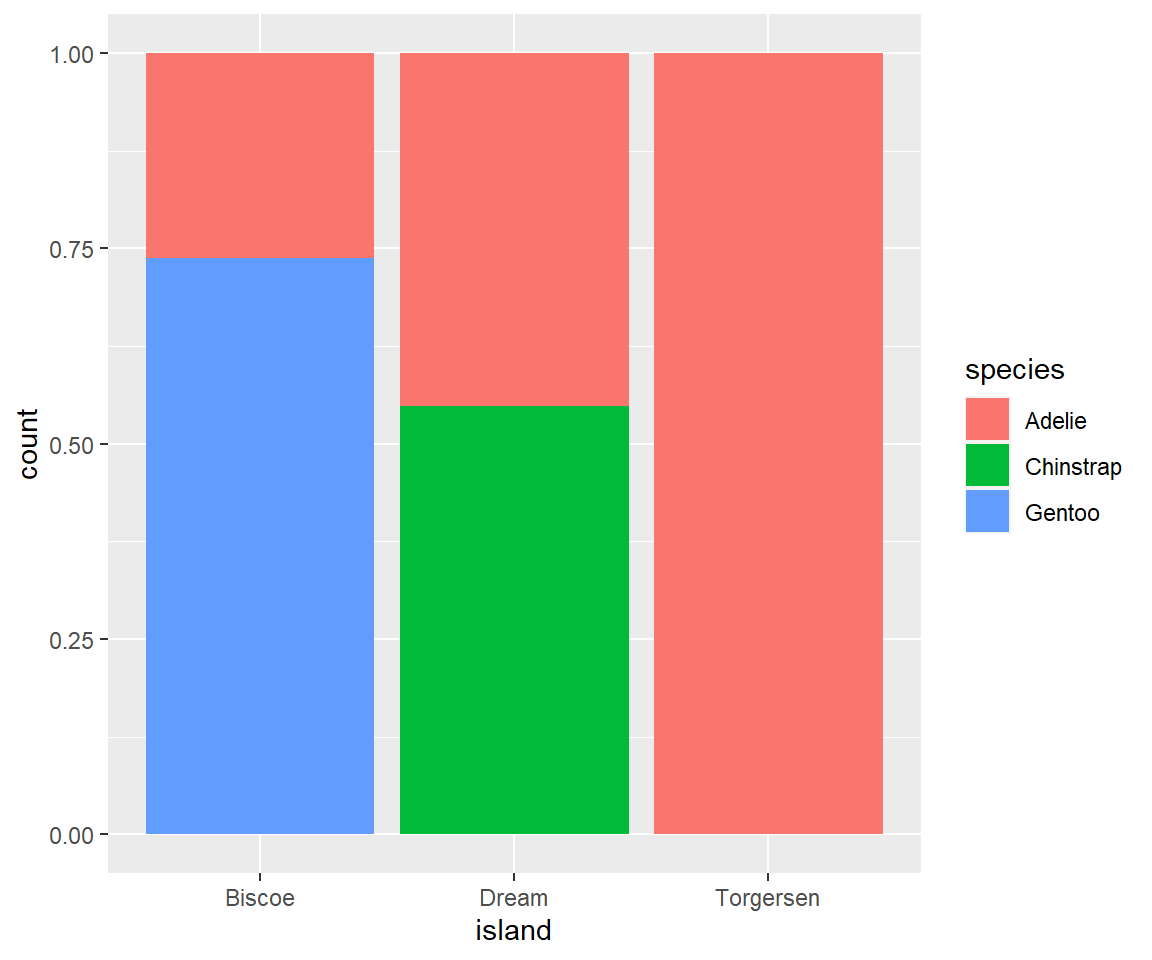 1.00
0.75
0.50
0.25
0.00
count
Biscoe
Dream
Torgersen
island
species
Adelie
Chinstrap
Gentoo